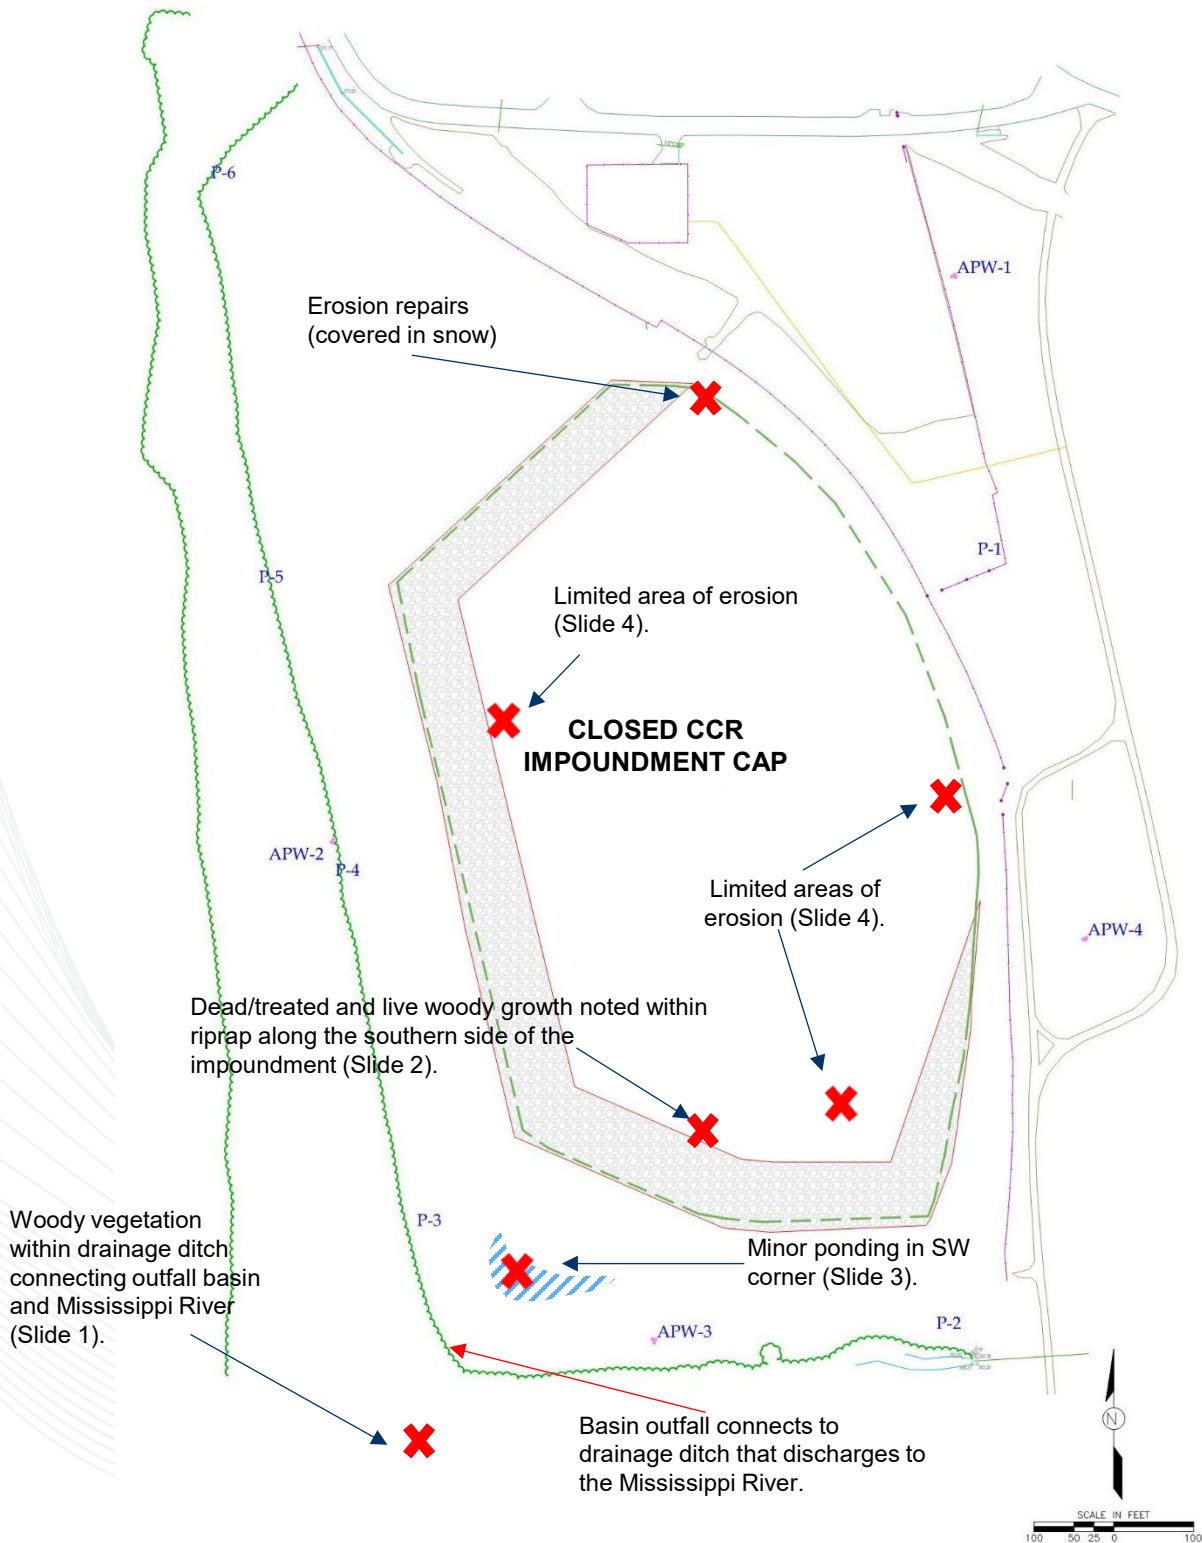 P-6
APW-1
Erosion repairs
(covered in snow)
P-1
P-5
Limited area of erosion
(Slide 4).
CLOSED CCR
IMPOUNDMENT CAP
APW-2
P-4
Limited areas of
erosion (Slide 4).
APW-4
Dead/treated and live woody growth noted within
riprap along the southern side of the
impoundment (Slide 2).
Woody vegetation
within drainage ditch
connecting outfall basin
and Mississippi River
(Slide 1).
P-3
Minor ponding in SW
corner (Slide 3).
APW-3
P-2
Basin outfall connects to
drainage ditch that discharges to
the Mississippi River.
N
SCALE IN FEET
100 50 25 0 100